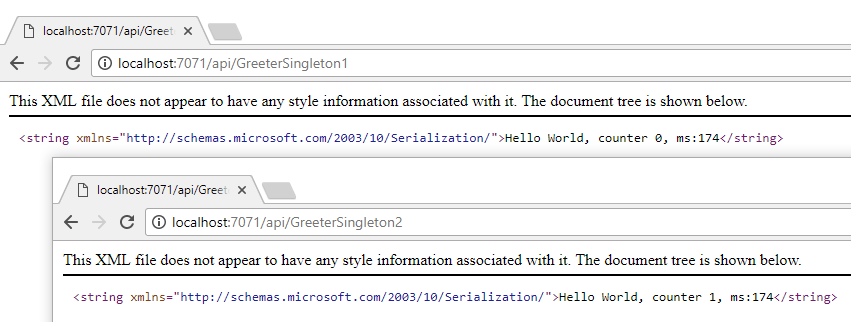 localhost:7071/api/Greet
localhost:7071/api/GreeterSingleton1
This XML file does not appear to have any style information associated with it. The document tree is shown below.
<string xmlns="http://schemas.microsoft.com/2003/10/Serialization/">Hello World, counter 0, ms:174</string>
localhost:7071/api/Greet
localhost:7071/api/GreeterSingleton2
This XML file does not appear to have any style information associated with it. The document tree is shown below.
<string xmlns="http://schemas.microsoft.com/2003/10/Serialization/">Hello World, counter 1, ms:174</string>